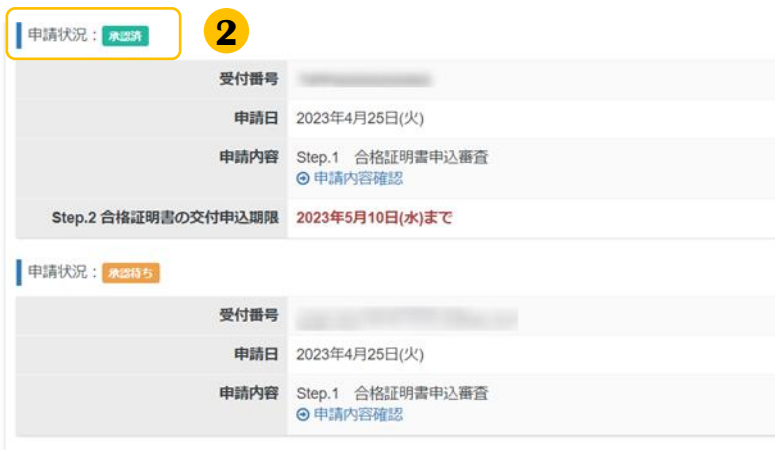 申請状況： 承認済
2
受付番号
申請日 2023年4月25日(火)
申請内容 Step.1 合格証明書申込審査
申請内容確認
Step.2 合格証明書の交付申込期限 2023年5月10日(水)まで
申請状況： 承認待ち
受付番号
申請日 2023年4月25日(火)
申請内容 Step.1 合格証明書申込審査
申請内容確認